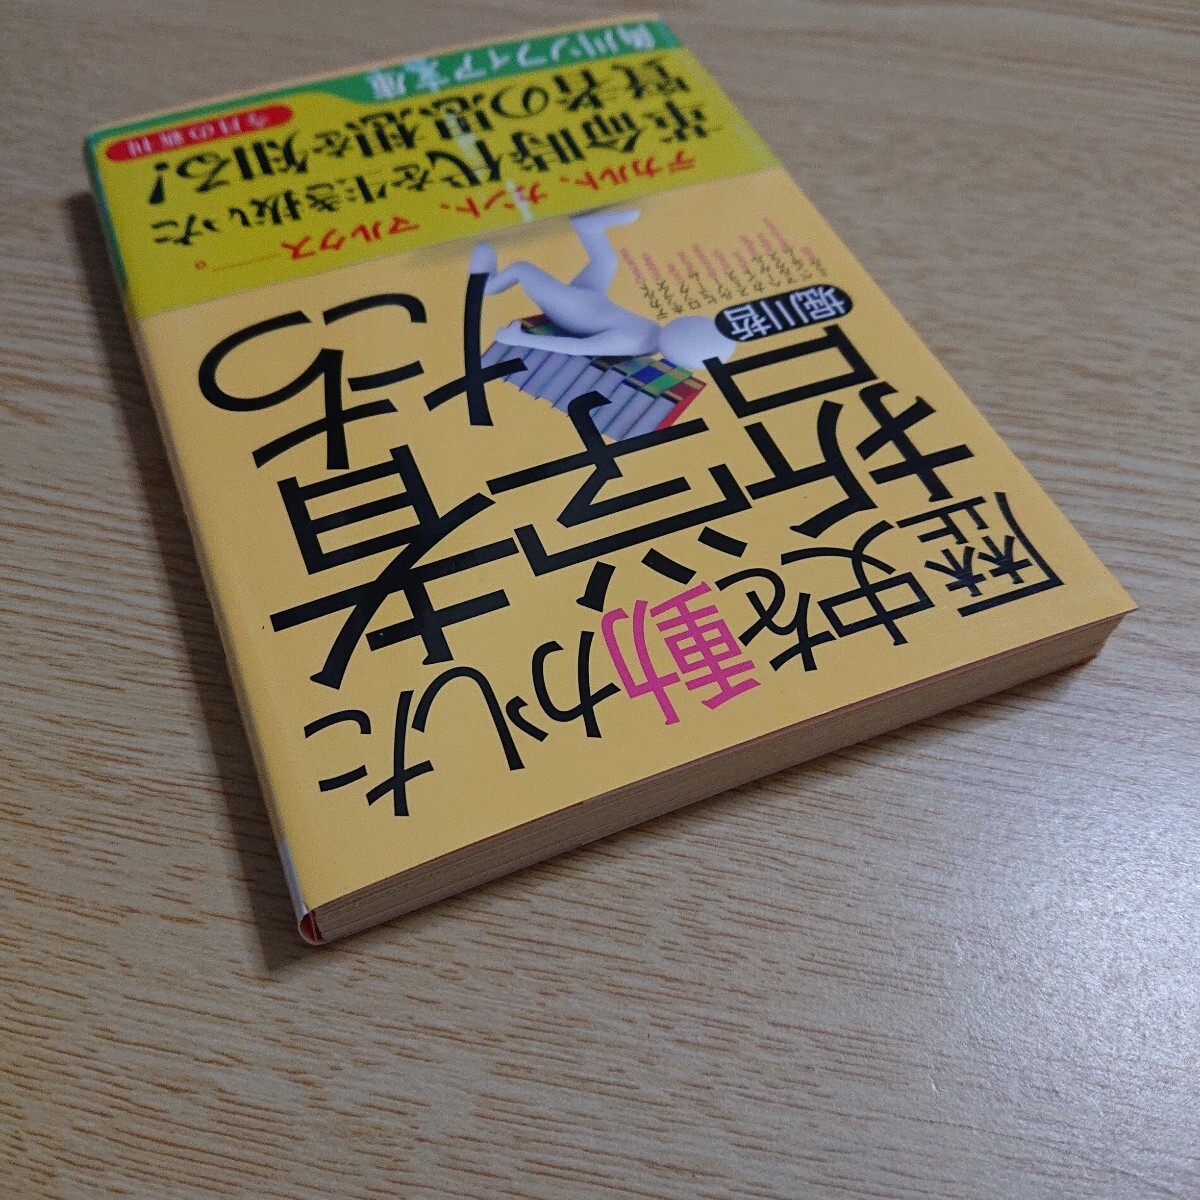 歴史を動かした
哲学者たち
堀川哲
デカルト、カント、マルクス――。
革命時代を生き抜いた
賢者の思想を知る!
今月の新刊
角川ソフィア文庫